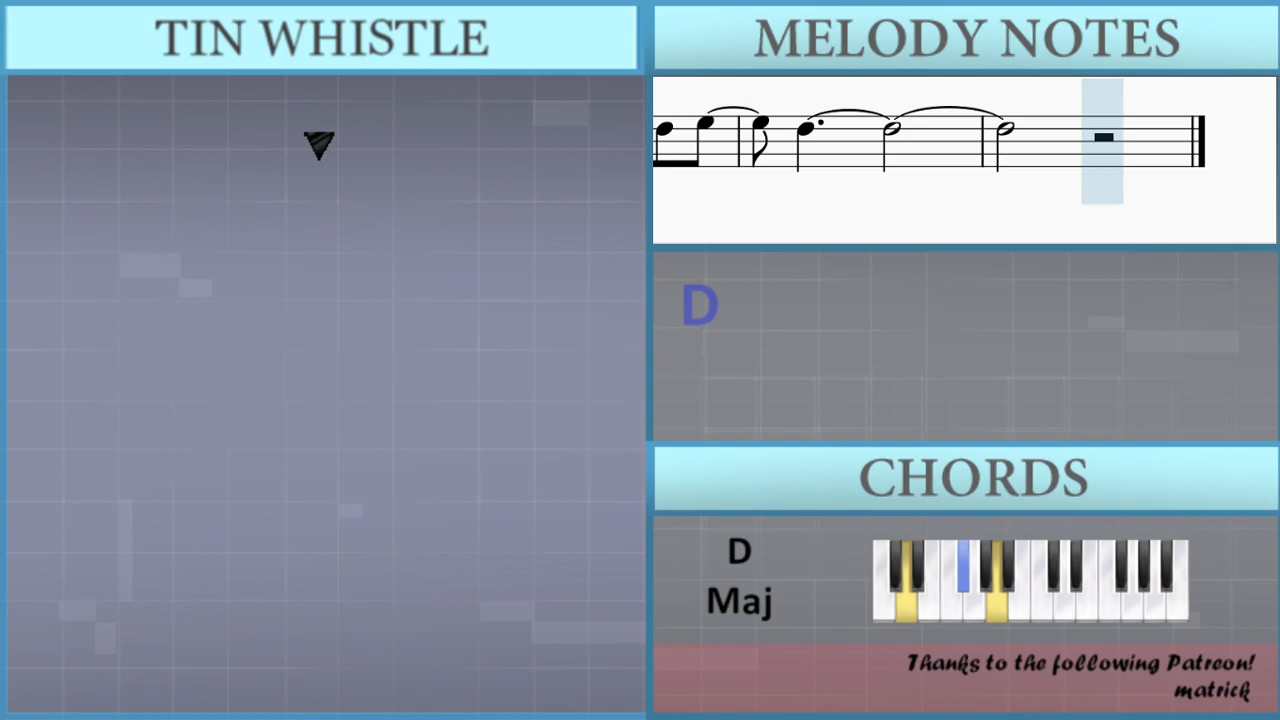 TIN WHISTLE
MELODY NOTES
D
CHORDS
D
Maj
Thanks to the following Patreon!
matrick